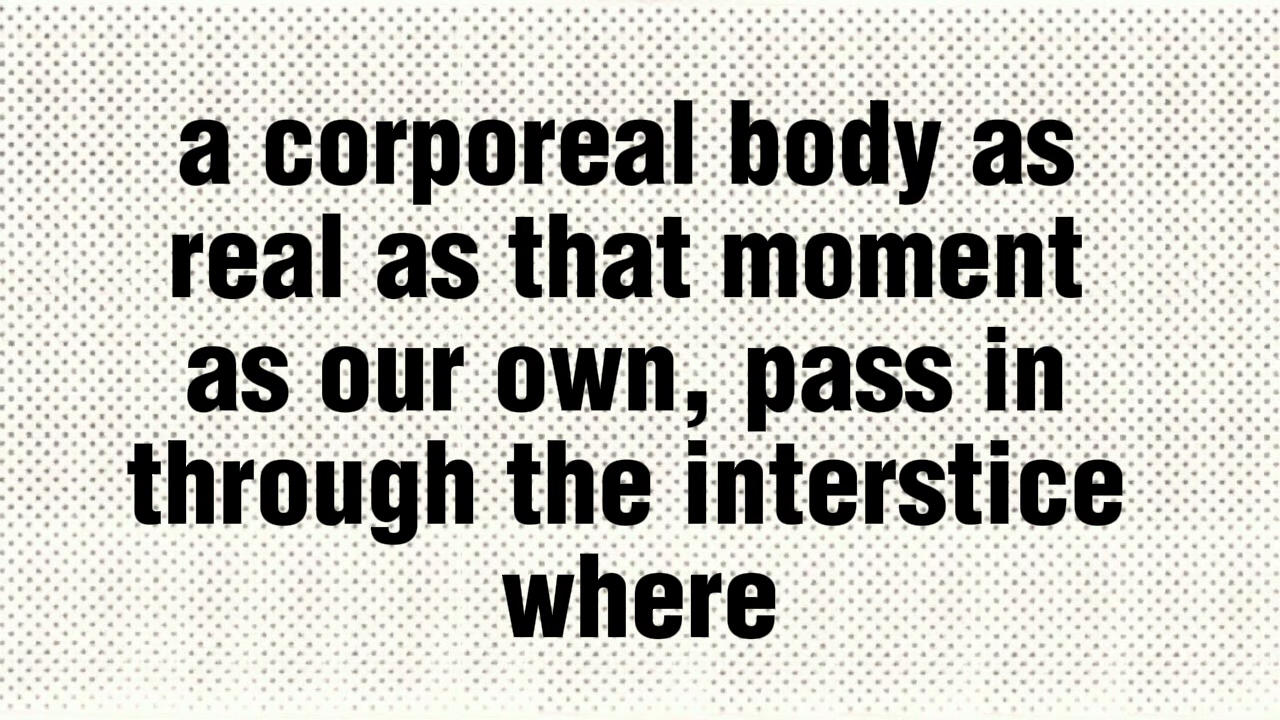 a corporeal body as
real as that moment
as our own, pass in
through the interstice
where